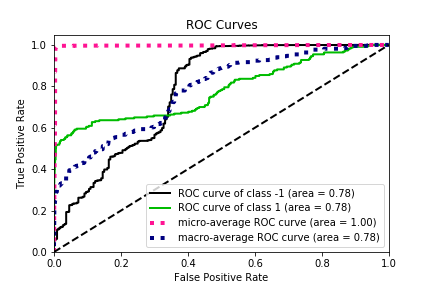 ROC Curves
True Positive Rate
1.0
0.8
0.6
0.4
0.2
0.0
ROC curve of class -1 (area = 0.78)
ROC curve of class 1 (area = 0.78)
micro-average ROC curve (area = 1.00)
macro-average ROC curve (area = 0.78)
0.0 0.2 0.4 0.6 0.8 1.0
False Positive Rate